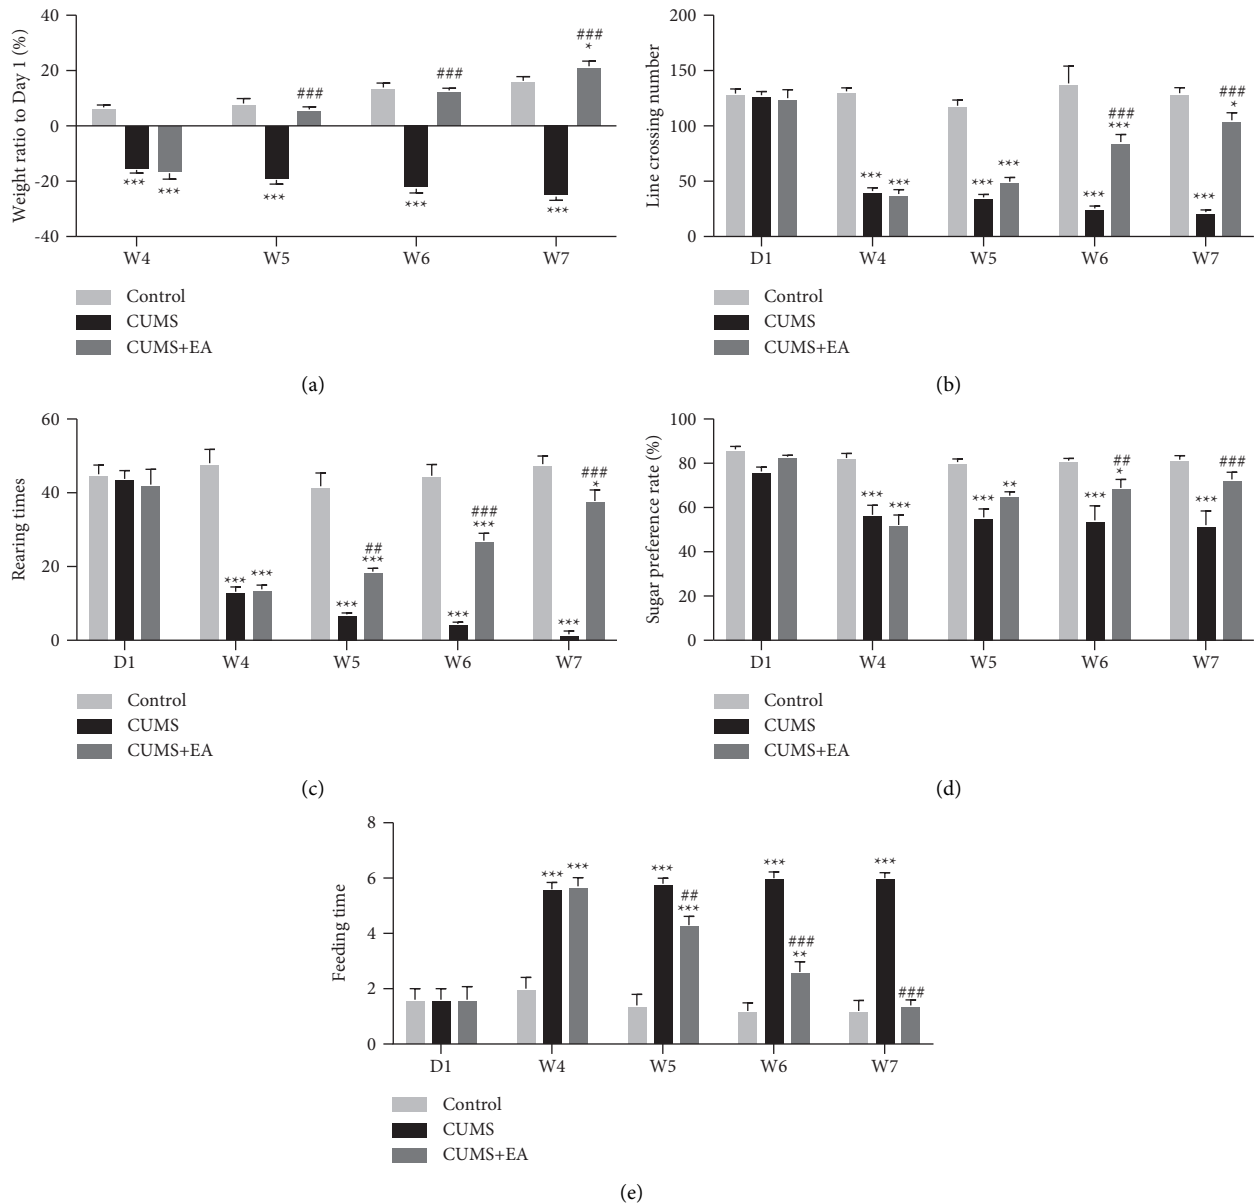 Weight ratio to Day 1 (%)
40
20
0
-20
-40
***
***
***
###
***
###
***
###
*
W4 W5 W6 W7
Control
CUMS
CUMS+EA
(a)
Line crossing number
200
150
100
50
0
*** ***
*** ***
***
###
***
***
###
*
D1 W4 W5 W6 W7
Control
CUMS
CUMS+EA
(b)
Rearing times
60
40
20
0
*** ***
***
##
***
***
###
***
***
###
*
D1 W4 W5 W6 W7
Control
CUMS
CUMS+EA
(c)
Sugar preference rate (%)
100
80
60
40
20
0
*** ***
*** **
***
##
*
***
###
D1 W4 W5 W6 W7
Control
CUMS
CUMS+EA
(d)
Feeding time
8
6
4
2
0
*** ***
***
##
***
***
###
**
***
###
D1 W4 W5 W6 W7
Control
CUMS
CUMS+EA
(e)